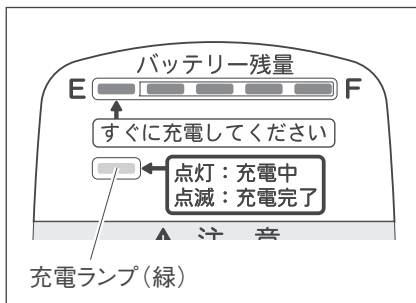 バッテリー残量
E F
すぐに充電してください
点灯：充電中
点滅：充電完了
注 意
充電ランプ（緑）